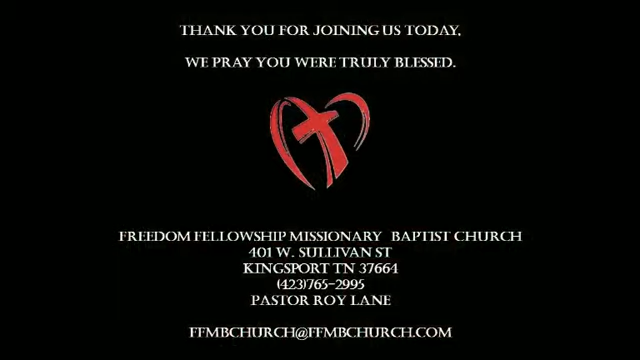 THANK YOU FOR JOINING US TODAY,
WE PRAY YOU WERE TRULY BLESSED.
FREEDOM FELLOWSHIP MISSIONARY BAPTIST CHURCH
401 W. SULLIVAN ST
KINGSPORT TN 37664
(423)765-2995
PASTOR ROY LANE
FFMBCHURCH@FFMBCHURCH.COM